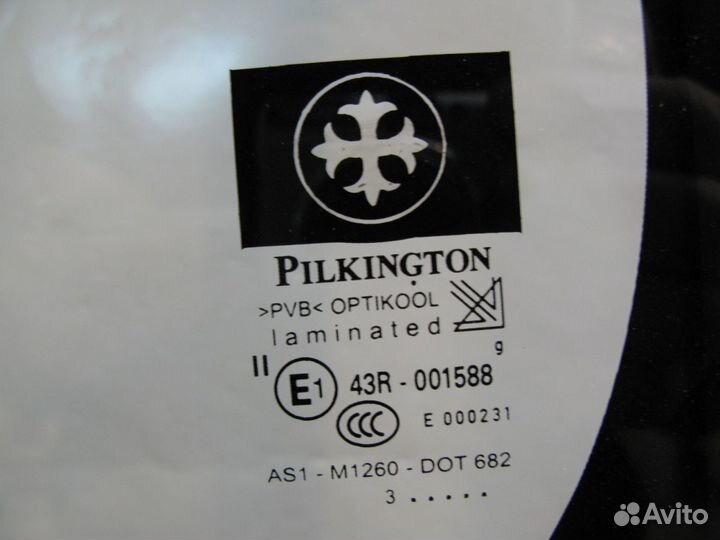 PILKINGTON
>PVB< OPTIKOOL
laminated
g
II E1 43R - 001588
CCC E 000231
AS1 - M1260 - DOT 682
3 . . . . .
Avito